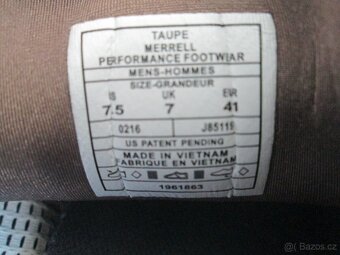 TAUPE
MERRELL
PERFORMANCE FOOTWEAR
MENS-HOMMES
SIZE-GRANDEUR
US UK EUR
7.5 7 41
0216 J85119
US PATENT PENDING
MADE IN VIETNAM
FABRIQUE EN VIETNAM
1961863
Bazoš.cz